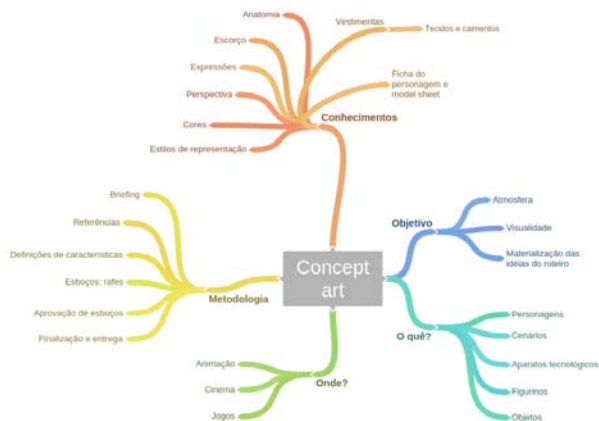 Concept
art
Conhecimentos
Anatomia
Escorço
Expressões
Perspectiva
Cores
Estilos de representação
Vestimentas
Tecidos e caimentos
Ficha do
personagem e
model sheet
Objetivo
Atmosfera
Visualidade
Materialização das
idéias do roteiro
O quê?
Personagens
Cenários
Aparatos tecnológicos
Figurinos
Objetos
Onde?
Animação
Cinema
Jogos
Metodologia
Briefing
Referências
Definições de características
Esboços: rafes
Aprovação de esboços
Finalização e entrega